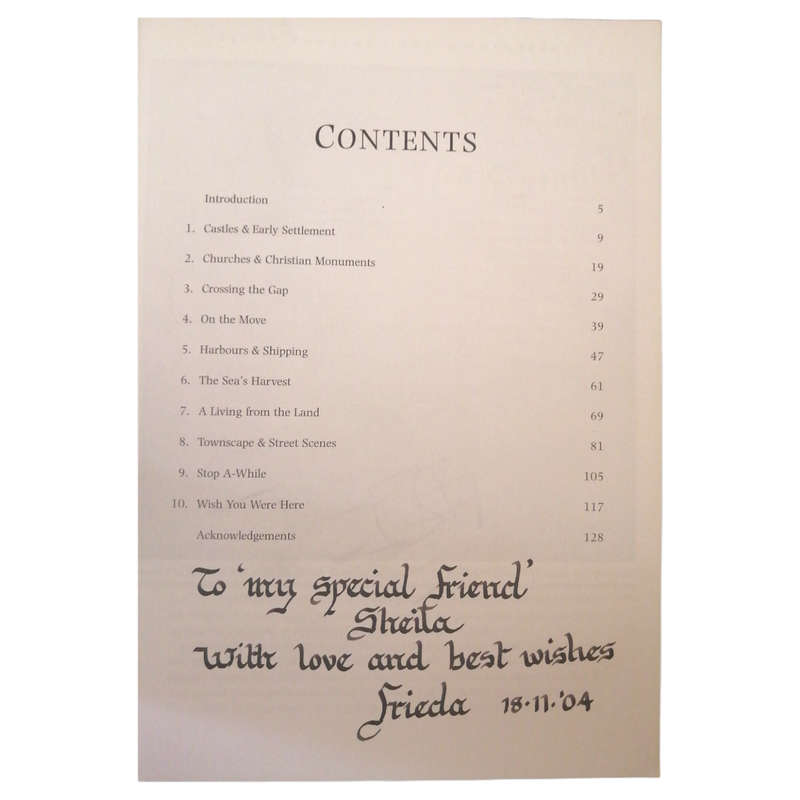 CONTENTS
Introduction 5
1. Castles & Early Settlement 9
2. Churches & Christian Monuments 19
3. Crossing the Gap 29
4. On the Move 39
5. Harbours & Shipping 47
6. The Sea's Harvest 61
7. A Living from the Land 69
8. Townscape & Street Scenes 81
9. Stop A-While 105
10. Wish You Were Here 117
Acknowledgements 128
To 'my special friend'
Sheila
With love and best wishes
Frieda 18.11.'04